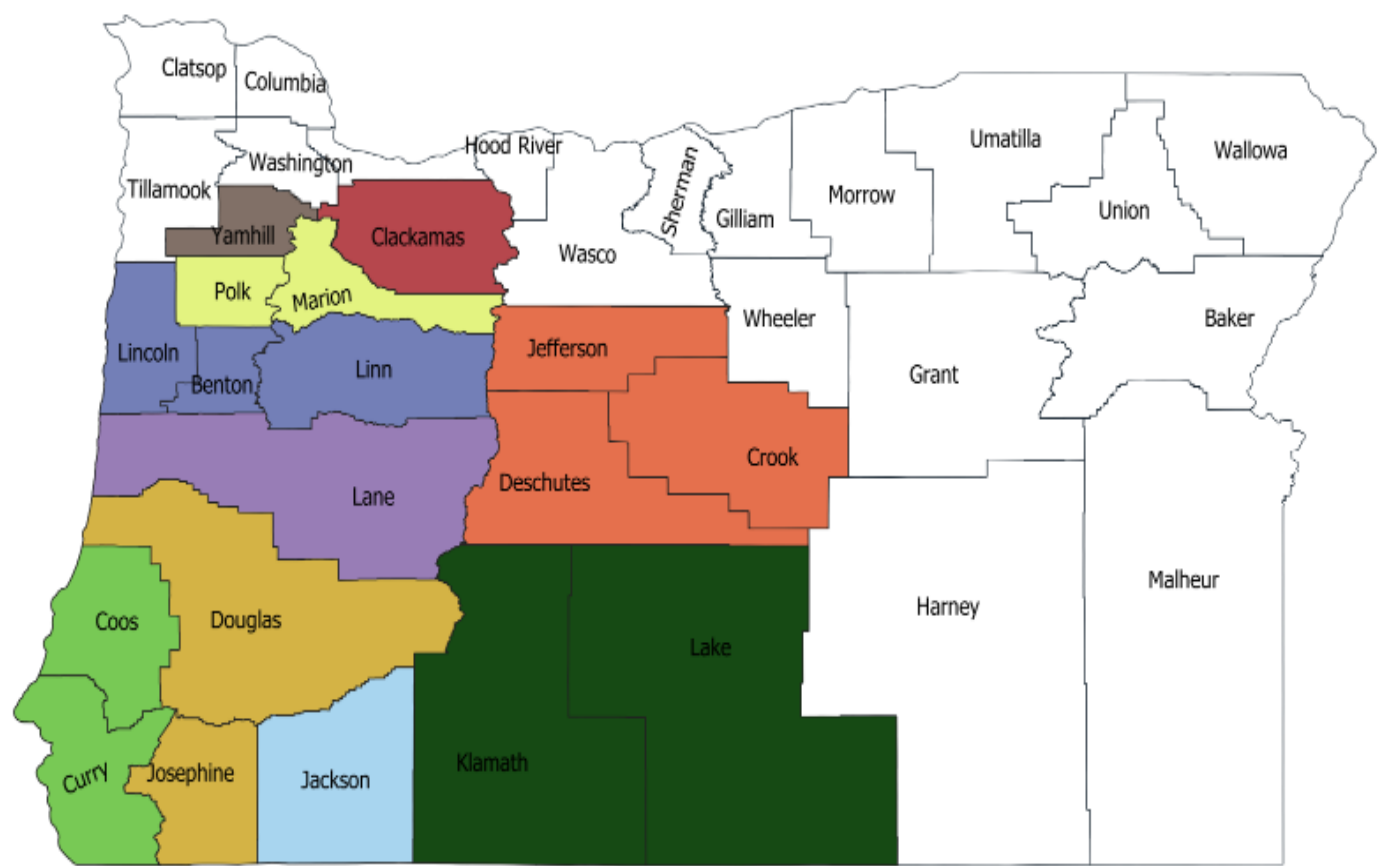 Clatsop
Columbia
Hood River
Umatilla
Wallowa
Washington
Tillamook
Sherman
Morrow
Gilliam
Union
Yamhill
Clackamas
Wasco
Polk
Marion
Wheeler
Baker
Lincoln
Jefferson
Benton
Linn
Grant
Crook
Deschutes
Lane
Malheur
Harney
Coos
Douglas
Lake
Klamath
Curry
Josephine
Jackson